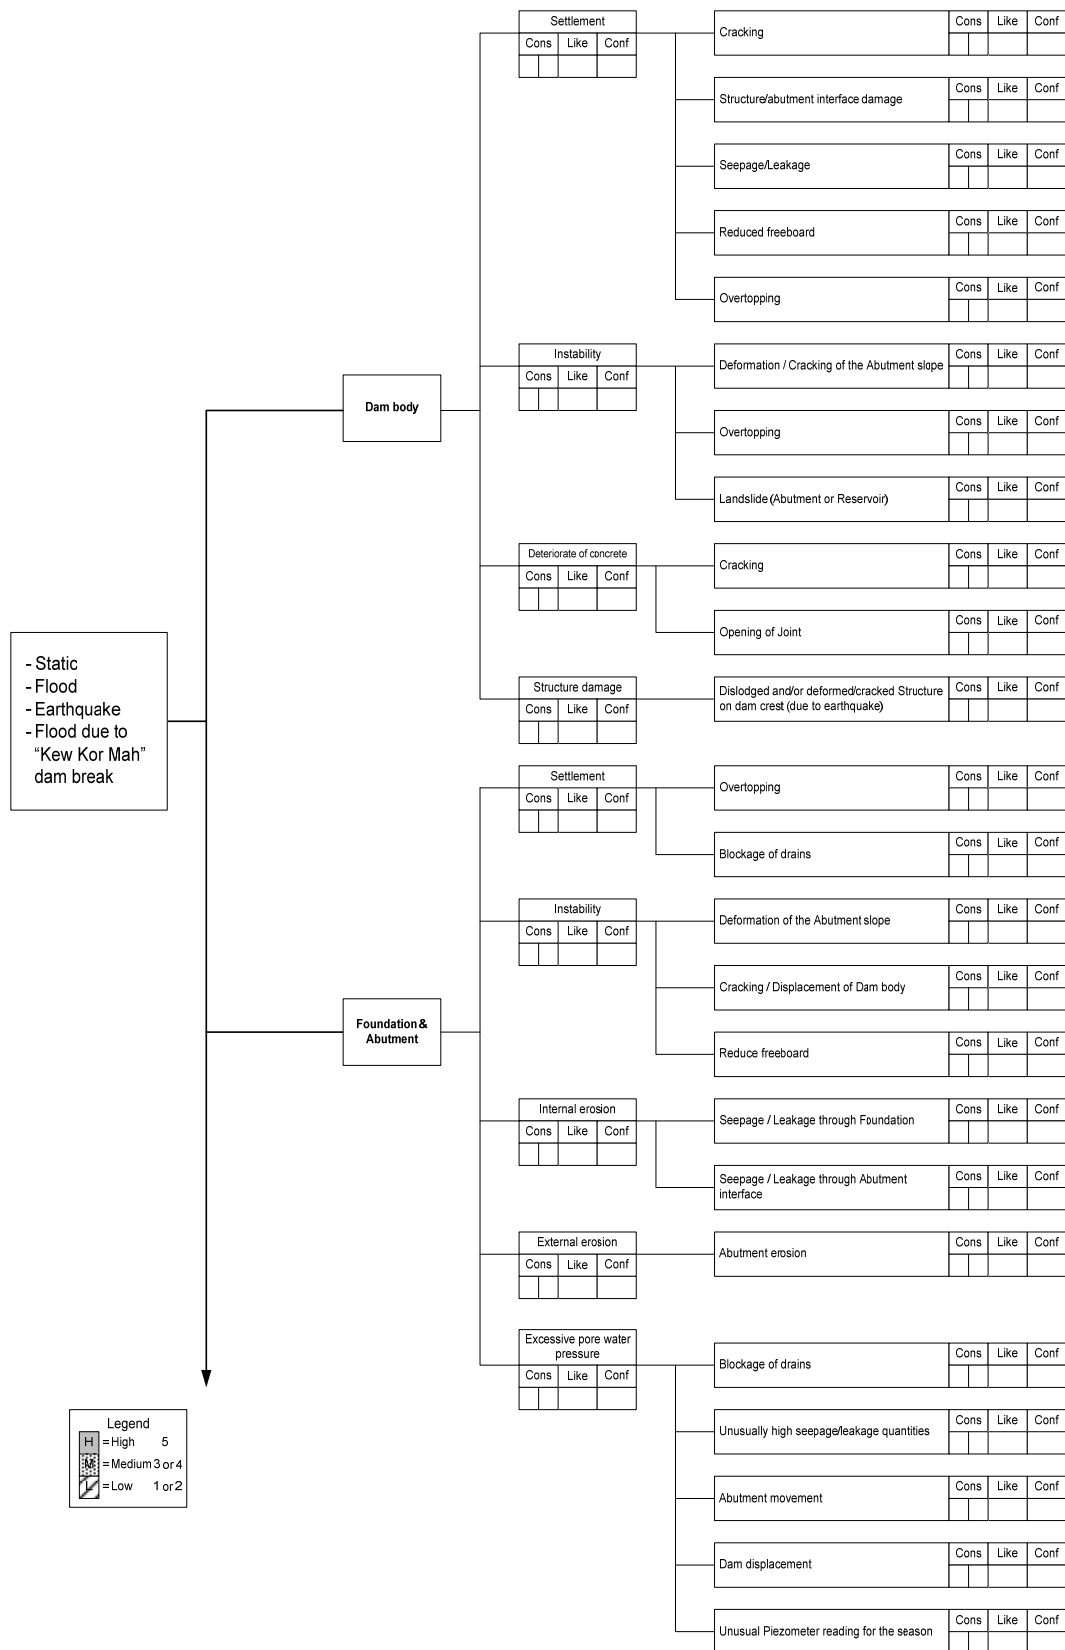 Settlement
Cons Like Conf
Cracking
Cons Like Conf
Structure/abutment interface damage
Cons Like Conf
Seepage/Leakage
Cons Like Conf
Reduced freeboard
Cons Like Conf
Overtopping
Cons Like Conf
Instability
Cons Like Conf
Deformation / Cracking of the Abutment slope
Cons Like Conf
Dam body
Overtopping
Cons Like Conf
Landslide (Abutment or Reservoir)
Cons Like Conf
Deteriorate of concrete
Cons Like Conf
Cracking
Cons Like Conf
Opening of Joint
Cons Like Conf
- Static
- Flood
- Earthquake
- Flood due to
“Kew Kor Mah”
dam break
Structure damage
Cons Like Conf
Dislodged and/or deformed/cracked Structure
on dam crest (due to earthquake)
Cons Like Conf
Settlement
Cons Like Conf
Overtopping
Cons Like Conf
Blockage of drains
Cons Like Conf
Instability
Cons Like Conf
Deformation of the Abutment slope
Cons Like Conf
Cracking / Displacement of Dam body
Cons Like Conf
Foundation &
Abutment
Reduce freeboard
Cons Like Conf
Internal erosion
Cons Like Conf
Seepage / Leakage through Foundation
Cons Like Conf
Seepage / Leakage through Abutment
interface
Cons Like Conf
External erosion
Cons Like Conf
Abutment erosion
Cons Like Conf
Excessive pore water
pressure
Cons Like Conf
Blockage of drains
Cons Like Conf
Unusually high seepage/leakage quantities
Cons Like Conf
Abutment movement
Cons Like Conf
Dam displacement
Cons Like Conf
Unusual Piezometer reading for the season
Cons Like Conf
Legend
H = High 5
M = Medium 3 or 4
L = Low 1 or 2